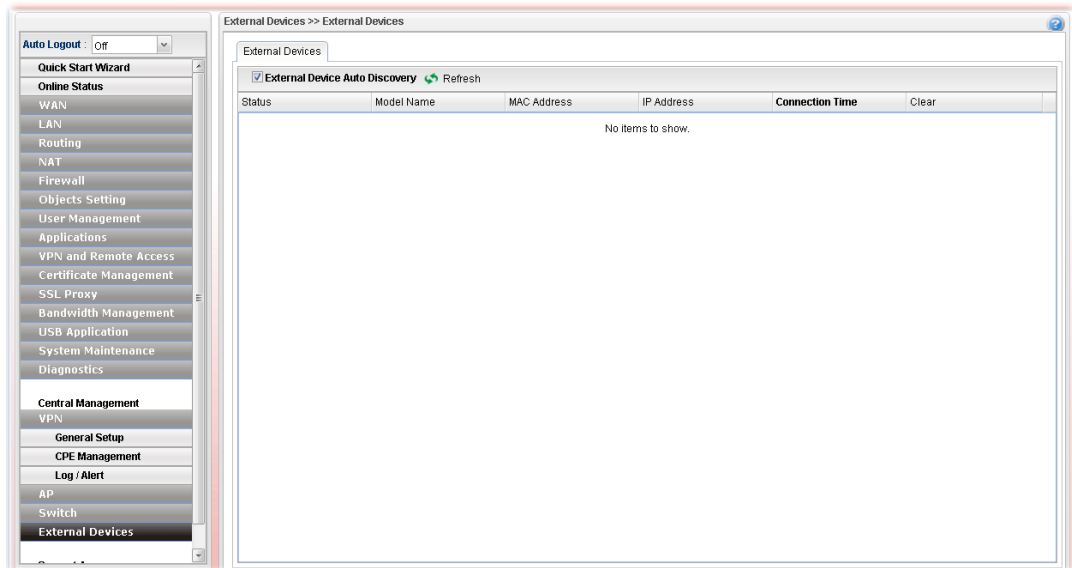 External Devices >> External Devices
Auto Logout : Off
External Devices
Quick Start Wizard
Online Status
WAN
LAN
Routing
NAT
Firewall
Objects Setting
User Management
Applications
VPN and Remote Access
Certificate Management
SSL Proxy
Bandwidth Management
USB Application
System Maintenance
Diagnostics
Central Management
VPN
General Setup
CPE Management
Log / Alert
AP
Switch
External Devices
External Device Auto Discovery Refresh
Status Model Name MAC Address IP Address Connection Time Clear
No items to show.